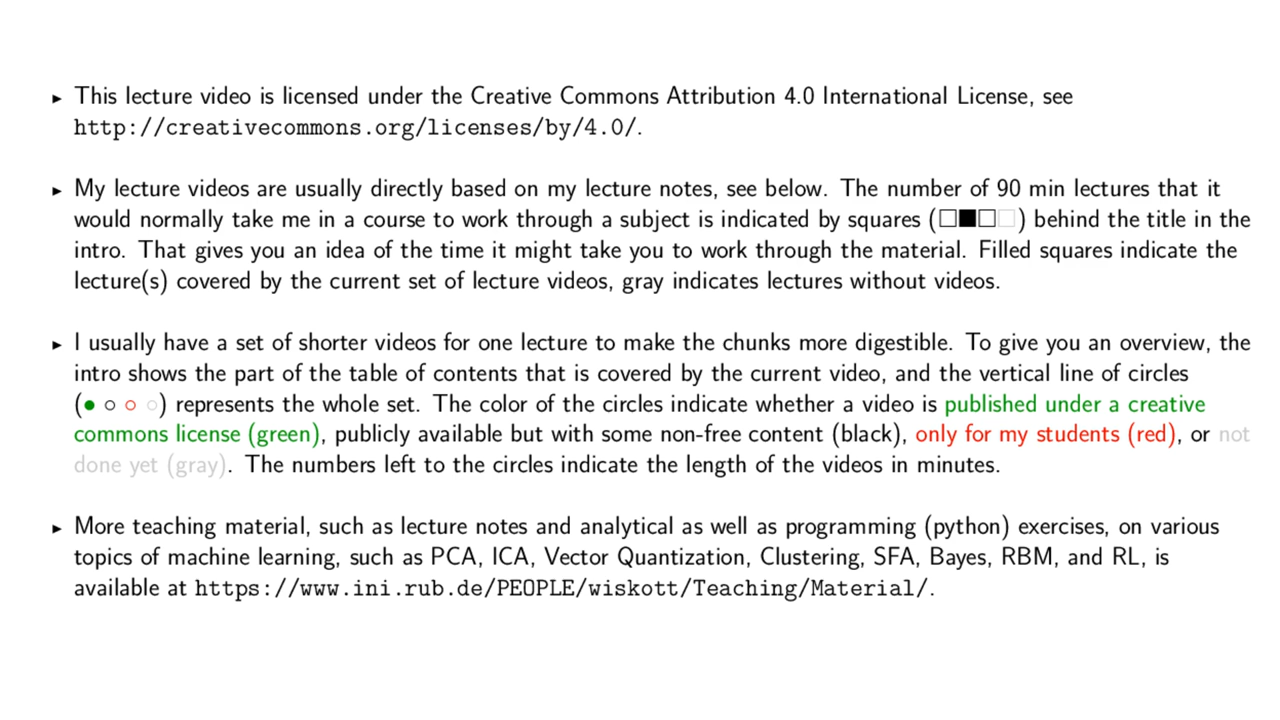 ▸ This lecture video is licensed under the Creative Commons Attribution 4.0 International License, see
http://creativecommons.org/licenses/by/4.0/.
▸ My lecture videos are usually directly based on my lecture notes, see below. The number of 90 min lectures that it
would normally take me in a course to work through a subject is indicated by squares (□■□□) behind the title in the
intro. That gives you an idea of the time it might take you to work through the material. Filled squares indicate the
lecture(s) covered by the current set of lecture videos, gray indicates lectures without videos.
▸ I usually have a set of shorter videos for one lecture to make the chunks more digestible. To give you an overview, the
intro shows the part of the table of contents that is covered by the current video, and the vertical line of circles
(● ○ ○ ○) represents the whole set. The color of the circles indicate whether a video is published under a creative
commons license (green), publicly available but with some non-free content (black), only for my students (red), or not
done yet (gray). The numbers left to the circles indicate the length of the videos in minutes.
▸ More teaching material, such as lecture notes and analytical as well as programming (python) exercises, on various
topics of machine learning, such as PCA, ICA, Vector Quantization, Clustering, SFA, Bayes, RBM, and RL, is
available at https://www.ini.rub.de/PEOPLE/wiskott/Teaching/Material/.